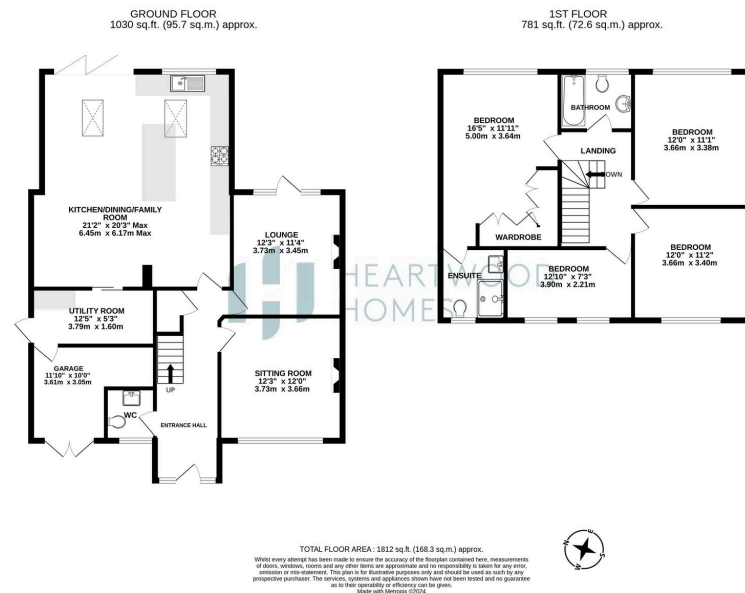 GROUND FLOOR
1030 sq.ft. (95.7 sq.m.) approx.
KITCHEN/DINING/FAMILY
ROOM
21'2" x 20'3" Max
6.45m x 6.17m Max
LOUNGE
12'3" x 11'4"
3.73m x 3.45m
UTILITY ROOM
12'5" x 5'3"
3.79m x 1.60m
GARAGE
11'10" x 10'0"
3.61m x 3.05m
WC
UP
ENTRANCE HALL
SITTING ROOM
12'3" x 12'0"
3.73m x 3.66m
1ST FLOOR
781 sq.ft. (72.6 sq.m.) approx.
BEDROOM
16'5" x 11'11"
5.00m x 3.64m
BATHROOM
LANDING
DOWN
BEDROOM
12'0" x 11'1"
3.66m x 3.38m
WARDROBE
ENSUITE
BEDROOM
12'10" x 7'3"
3.90m x 2.21m
BEDROOM
12'0" x 11'2"
3.66m x 3.40m
HEARTWOOD
HOMES
TOTAL FLOOR AREA : 1812 sq.ft. (168.3 sq.m.) approx.
Whilst every attempt has been made to ensure the accuracy of the floorplan contained here, measurements
of doors, windows, rooms and any other items are approximate and no responsibility is taken for any error,
omission or mis-statement. This plan is for illustrative purposes only and should be used as such by any
prospective purchaser. The services, systems and appliances shown have not been tested and no guarantee
as to their operability or efficiency can be given.
Made with Metropix ©2024
N
E
S
W